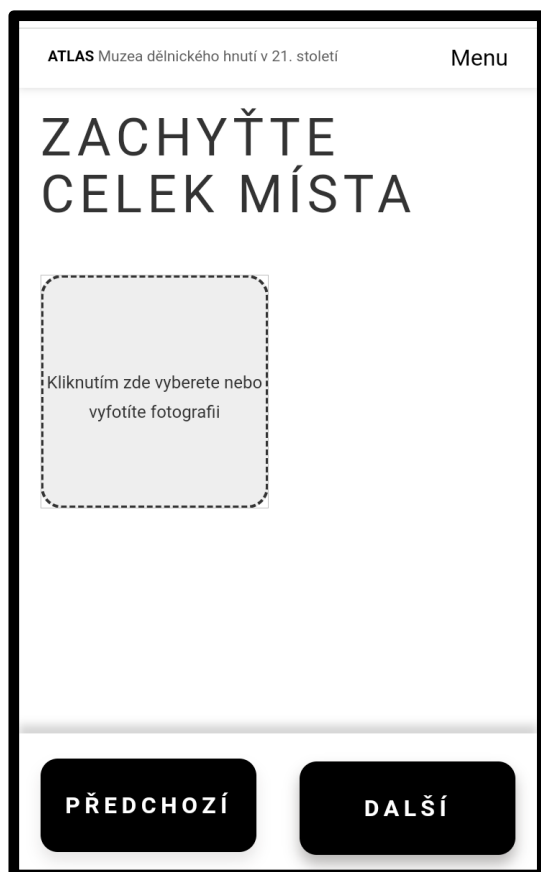 ATLAS Muzea dělnického hnutí v 21. století
Menu
ZACHYŤTE
CELEK MÍSTA
Kliknutím zde vyberete nebo
vyfotíte fotografii
PŘEDCHOZÍ
DALŠÍ